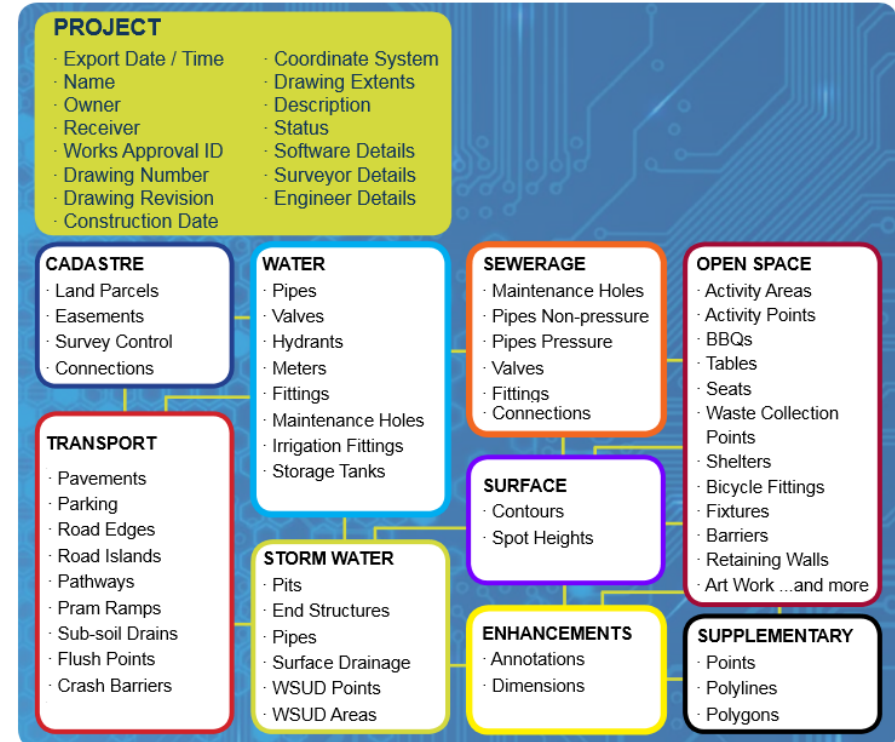 PROJECT
· Export Date / Time
· Name
· Owner
· Receiver
· Works Approval ID
· Drawing Number
· Drawing Revision
· Construction Date
· Coordinate System
· Drawing Extents
· Description
· Status
· Software Details
· Surveyor Details
· Engineer Details
CADASTRE
· Land Parcels
· Easements
· Survey Control
· Connections
WATER
· Pipes
· Valves
· Hydrants
· Meters
· Fittings
· Maintenance Holes
· Irrigation Fittings
· Storage Tanks
SEWERAGE
· Maintenance Holes
· Pipes Non-pressure
· Pipes Pressure
· Valves
· Fittings
· Connections
OPEN SPACE
· Activity Areas
· Activity Points
· BBQs
· Tables
· Seats
· Waste Collection
Points
· Shelters
· Bicycle Fittings
· Fixtures
· Barriers
· Retaining Walls
· Art Work ...and more
TRANSPORT
· Pavements
· Parking
· Road Edges
· Road Islands
· Pathways
· Pram Ramps
· Sub-soil Drains
· Flush Points
· Crash Barriers
STORM WATER
· Pits
· End Structures
· Pipes
· Surface Drainage
· WSUD Points
· WSUD Areas
SURFACE
· Contours
· Spot Heights
ENHANCEMENTS
· Annotations
· Dimensions
SUPPLEMENTARY
· Points
· Polylines
· Polygons